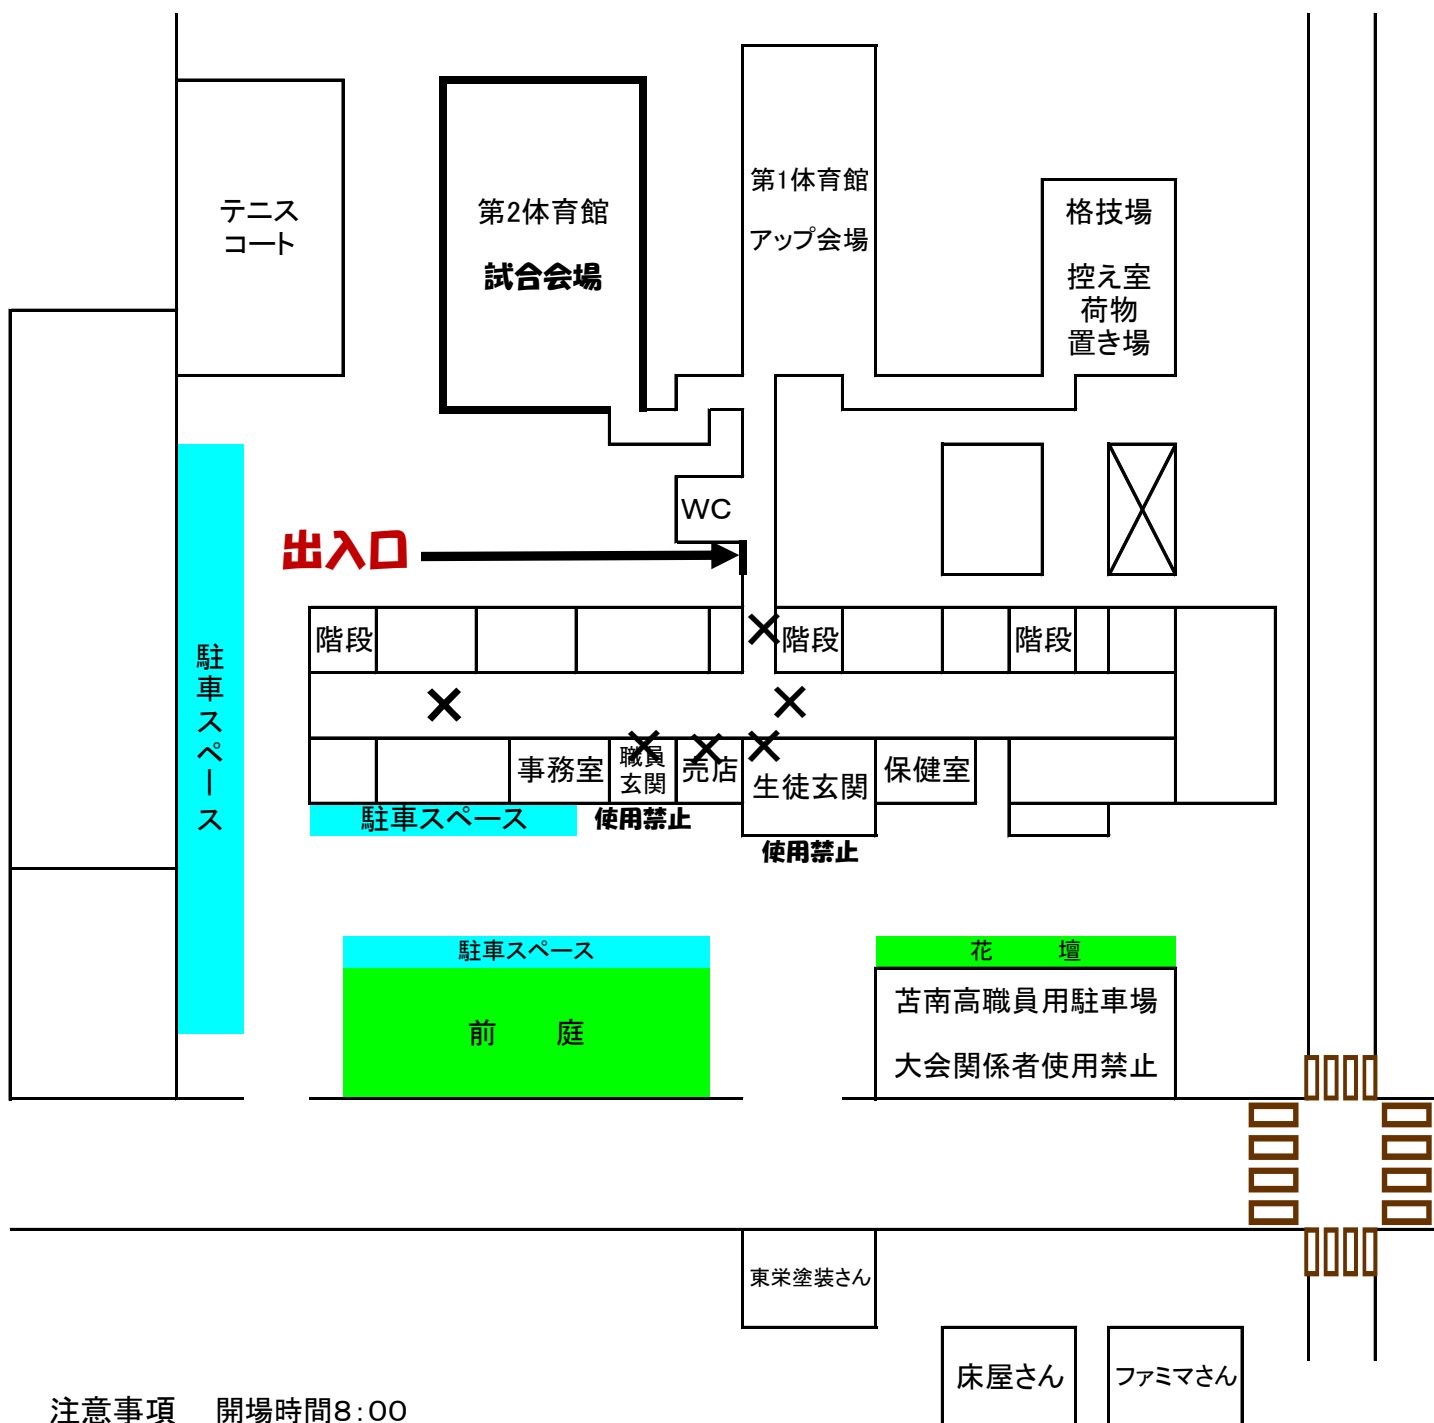 テニス
コート
第2体育館
試合会場
第1体育館
アップ会場
格技場
控え室
荷物
置き場
WC
出入口
駐車スペース
階段
階段
階段
事務室
職員
玄関
売店
生徒玄関
保健室
駐車スペース
使用禁止
使用禁止
駐車スペース
前　庭
花　壇
苫南高職員用駐車場
大会関係者使用禁止
東栄塗装さん
床屋さん
ファミマさん
注意事項　開場時間8:00